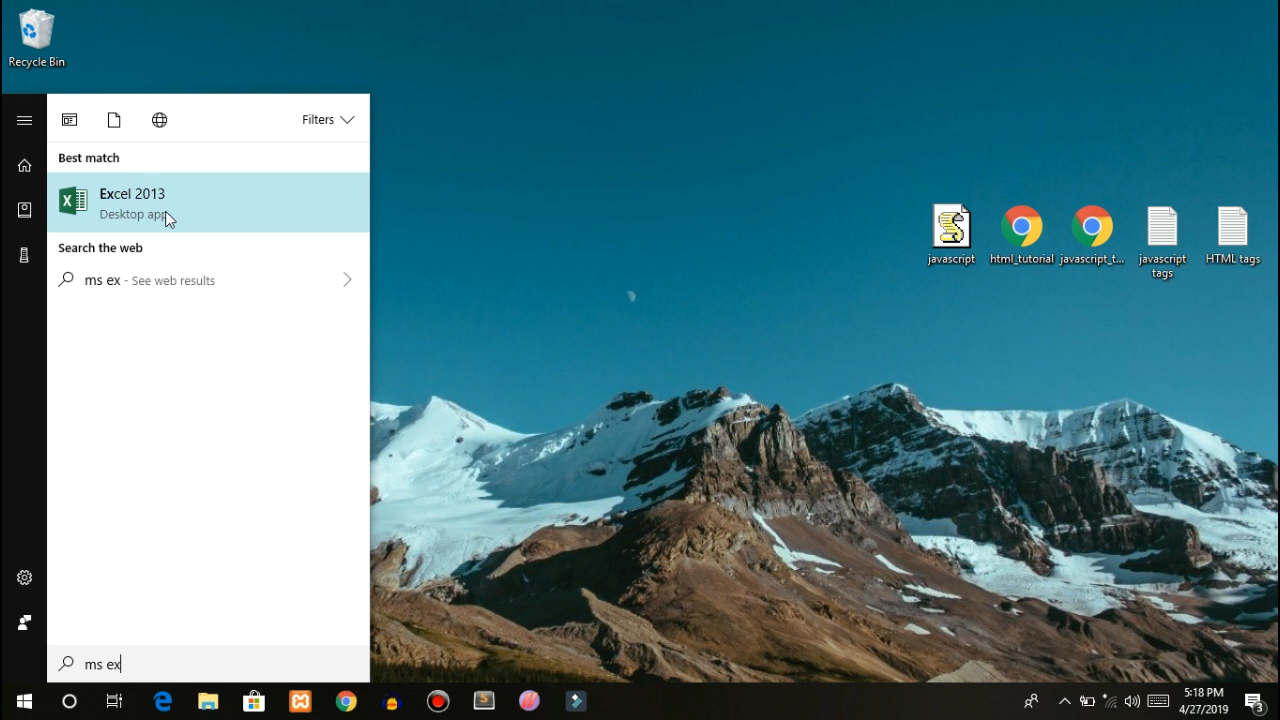 Recycle Bin
Filters
Best match
Excel 2013
Desktop app
Search the web
ms ex - See web results
javascript
html_tutorial
javascript_t...
javascript
tags
HTML tags
ms ex
5:18 PM
4/27/2019
3